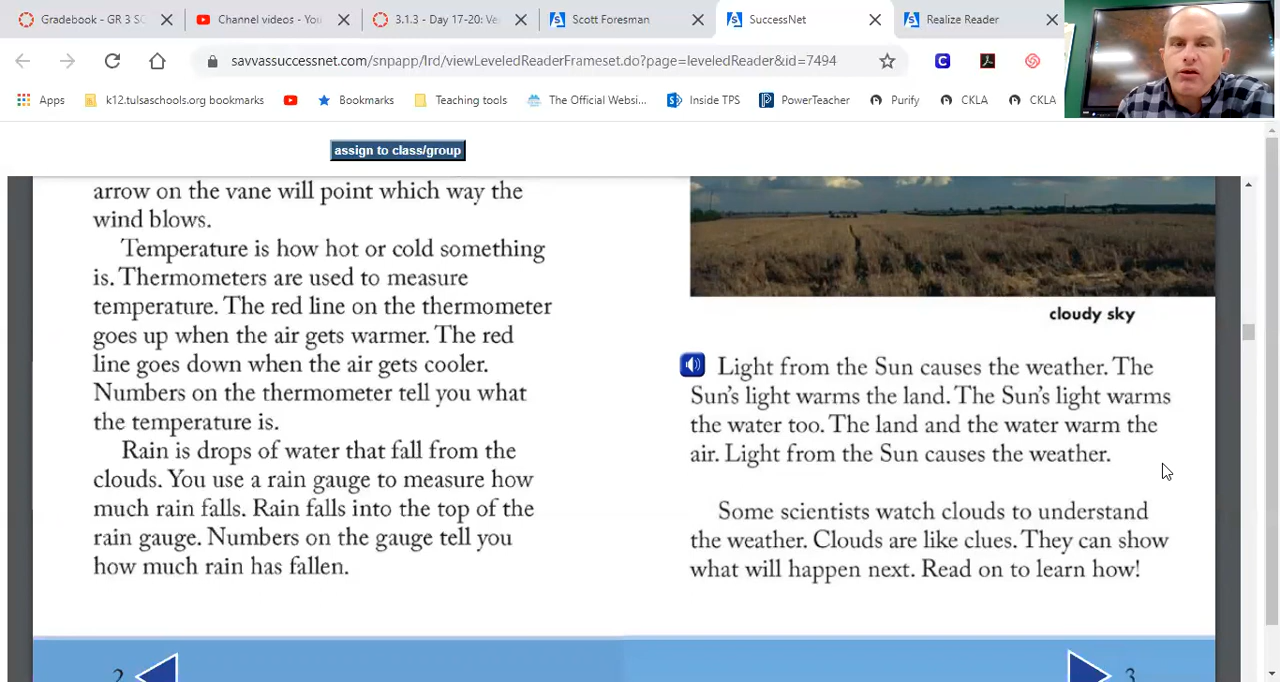 Gradebook - GR 3 SC
Channel videos - You
3.1.3 - Day 17-20: Ve
Scott Foresman
SuccessNet
Realize Reader
savvassuccessnet.com/snpapp/lrd/viewLeveledReaderFrameset.do?page=leveledReader&id=7494
Apps
k12.tulsaschools.org bookmarks
Bookmarks
Teaching tools
The Official Websi...
Inside TPS
PowerTeacher
Purify
CKLA
CKLA
assign to class/group
arrow on the vane will point which way the
wind blows.
Temperature is how hot or cold something
is. Thermometers are used to measure
temperature. The red line on the thermometer
goes up when the air gets warmer. The red
line goes down when the air gets cooler.
Numbers on the thermometer tell you what
the temperature is.
Rain is drops of water that fall from the
clouds. You use a rain gauge to measure how
much rain falls. Rain falls into the top of the
rain gauge. Numbers on the gauge tell you
how much rain has fallen.
2
cloudy sky
Light from the Sun causes the weather. The
Sun's light warms the land. The Sun's light warms
the water too. The land and the water warm the
air. Light from the Sun causes the weather.
Some scientists watch clouds to understand
the weather. Clouds are like clues. They can show
what will happen next. Read on to learn how!
3